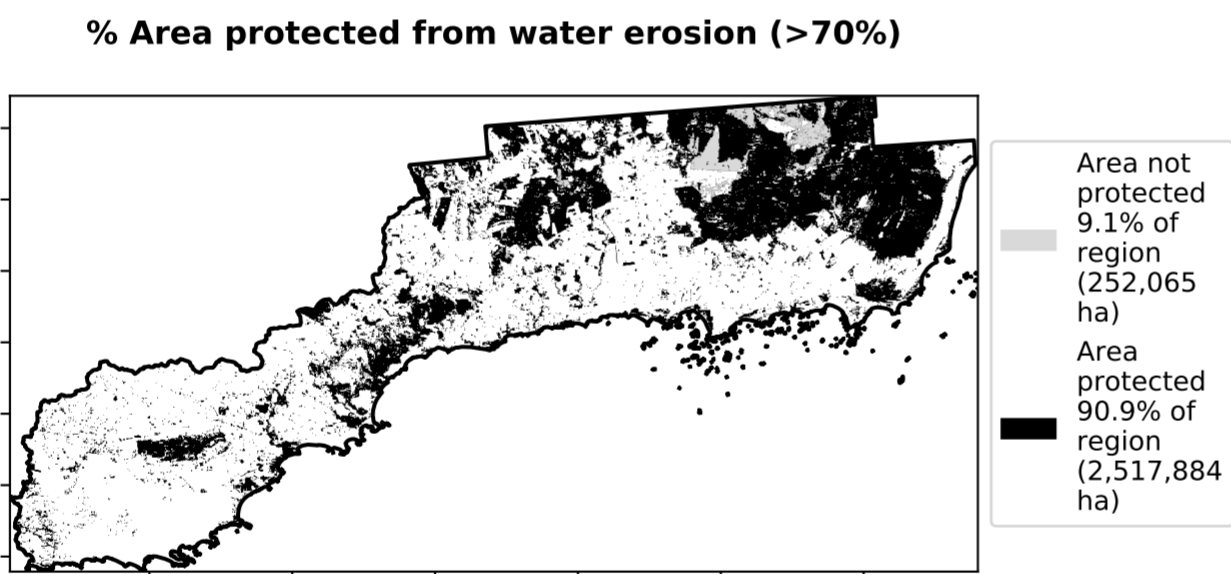 % Area protected from water erosion (>70%)
Area not
protected
9.1% of
region
(252,065
ha)
Area
protected
90.9% of
region
(2,517,884
ha)